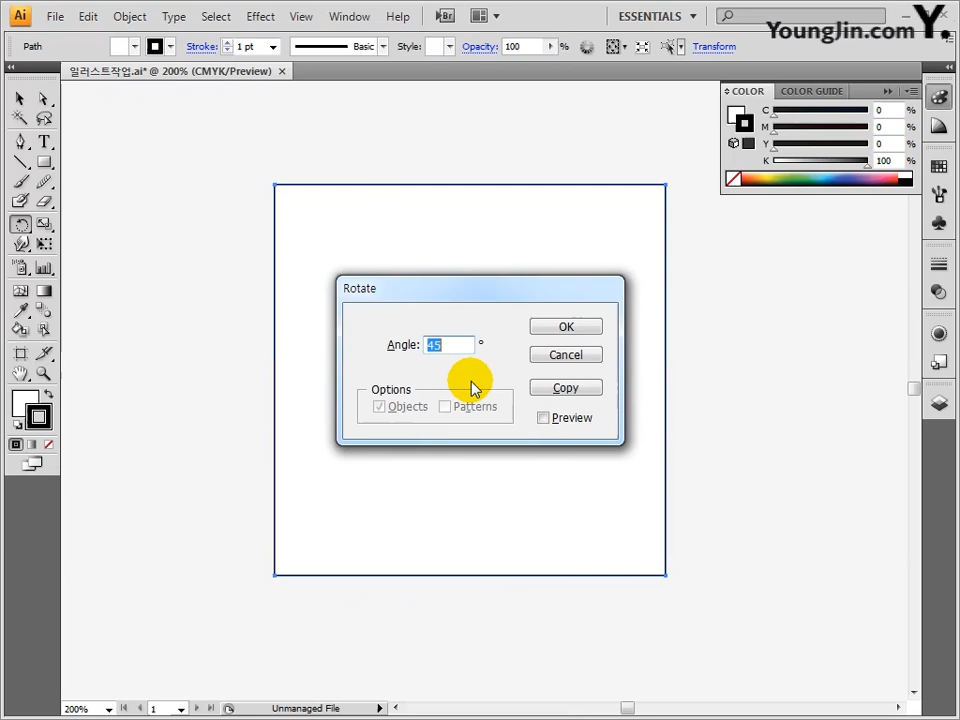 Ai File Edit Object Type Select Effect View Window Help Br ESSENTIALS
YoungJin.com Y.
Path Stroke: 1 pt Basic Style: Opacity: 100 % Transform
일러스트작업.ai* @ 200% (CMYK/Preview)
COLOR COLOR GUIDE
C 0 %
M 0 %
Y 0 %
K 100 %
T
Rotate
OK
Angle: 45 °
Cancel
Options
Copy
Objects Patterns
Preview
200% 1 Unmanaged File